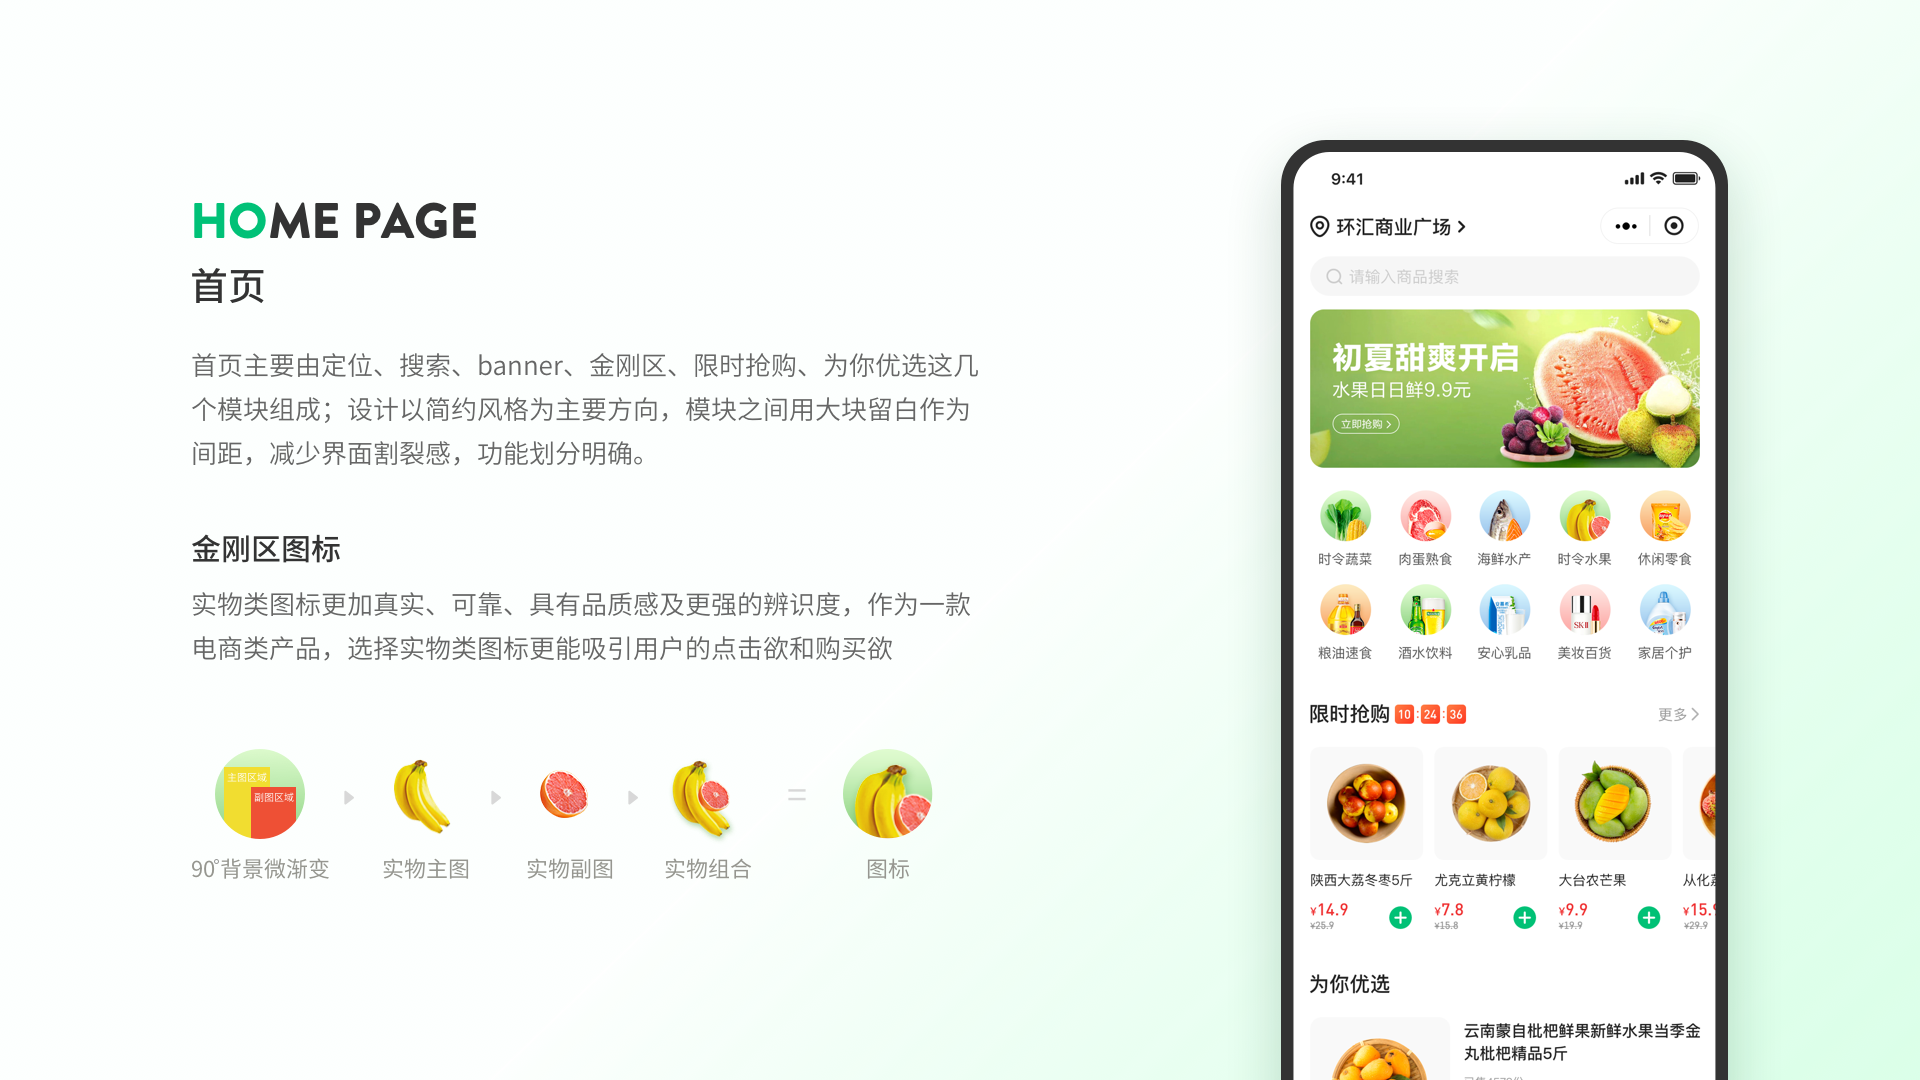 HOME PAGE
首页
首页主要由定位、搜索、banner、金刚区、限时抢购、为你优选这几
个模块组成；设计以简约风格为主要方向，模块之间用大块留白作为
间距，减少界面割裂感，功能划分明确。
金刚区图标
实物类图标更加真实、可靠、具有品质感及更强的辨识度，作为一款
电商类产品，选择实物类图标更能吸引用户的点击欲和购买欲
主图区域
副图区域
=
90°背景微渐变
实物主图
实物副图
实物组合
图标
9:41
环汇商业广场
请输入商品搜索
初夏甜爽开启
水果日日鲜9.9元
立即抢购
时令蔬菜
肉蛋熟食
海鲜水产
时令水果
休闲零食
SKII
粮油速食
酒水饮料
安心乳品
美妆百货
家居个护
限时抢购 10:24:36
更多
陕西大荔冬枣5斤
尤克立黄柠檬
大台农芒果
从化荔
¥14.9
¥7.8
¥9.9
¥15.9
¥25.9
¥15.8
¥19.9
¥29.9
为你优选
云南蒙自枇杷鲜果新鲜水果当季金
丸枇杷精品5斤